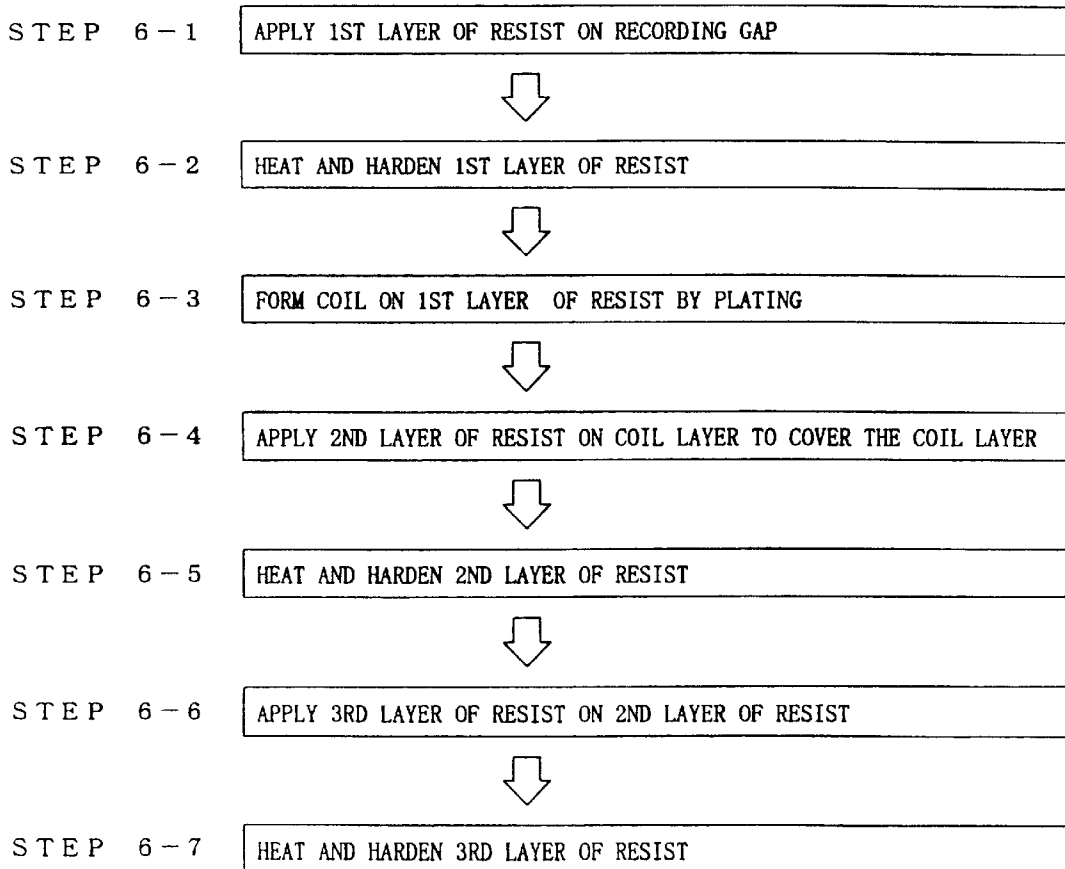 STEP 6-1 APPLY 1ST LAYER OF RESIST ON RECORDING GAP
STEP 6-2 HEAT AND HARDEN 1ST LAYER OF RESIST
STEP 6-3 FORM COIL ON 1ST LAYER OF RESIST BY PLATING
STEP 6-4 APPLY 2ND LAYER OF RESIST ON COIL LAYER TO COVER THE COIL LAYER
STEP 6-5 HEAT AND HARDEN 2ND LAYER OF RESIST
STEP 6-6 APPLY 3RD LAYER OF RESIST ON 2ND LAYER OF RESIST
STEP 6-7 HEAT AND HARDEN 3RD LAYER OF RESIST